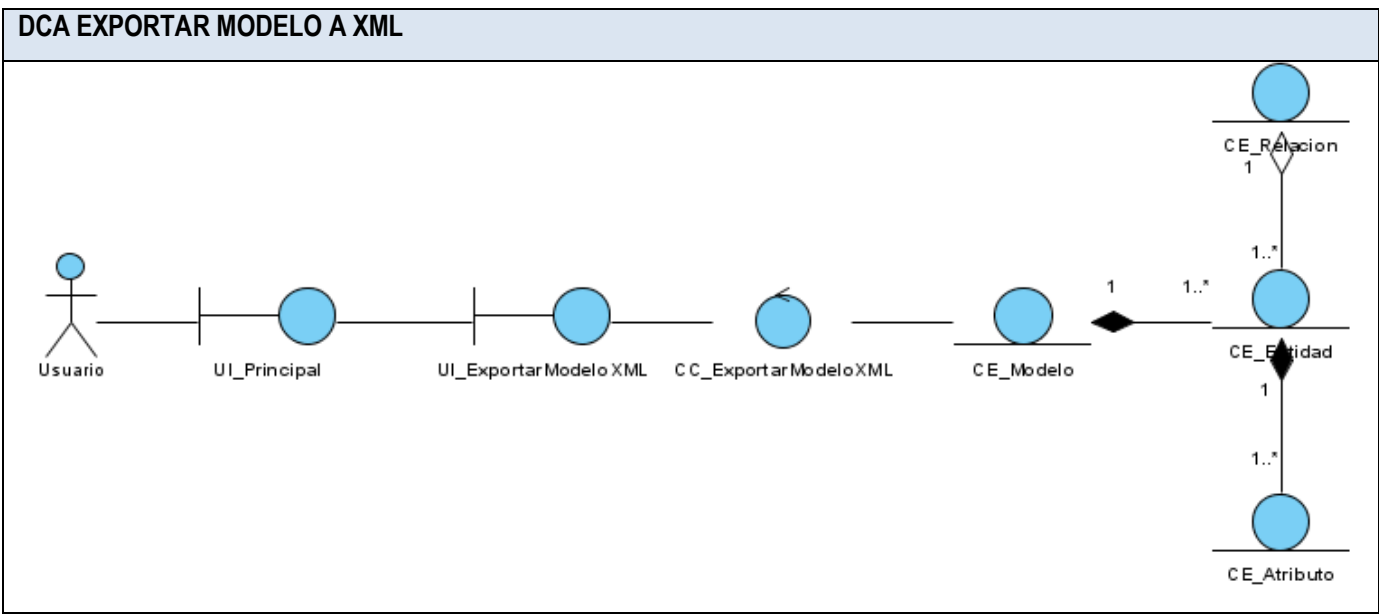 DCA EXPORTAR MODELO A XML
CE_Relacion
1
1..*
1
1..*
Usuario
UI_Principal
UI_ExportarModeloXML
CC_ExportarModeloXML
CE_Modelo
CE_Entidad
1
1..*
CE_Atributo